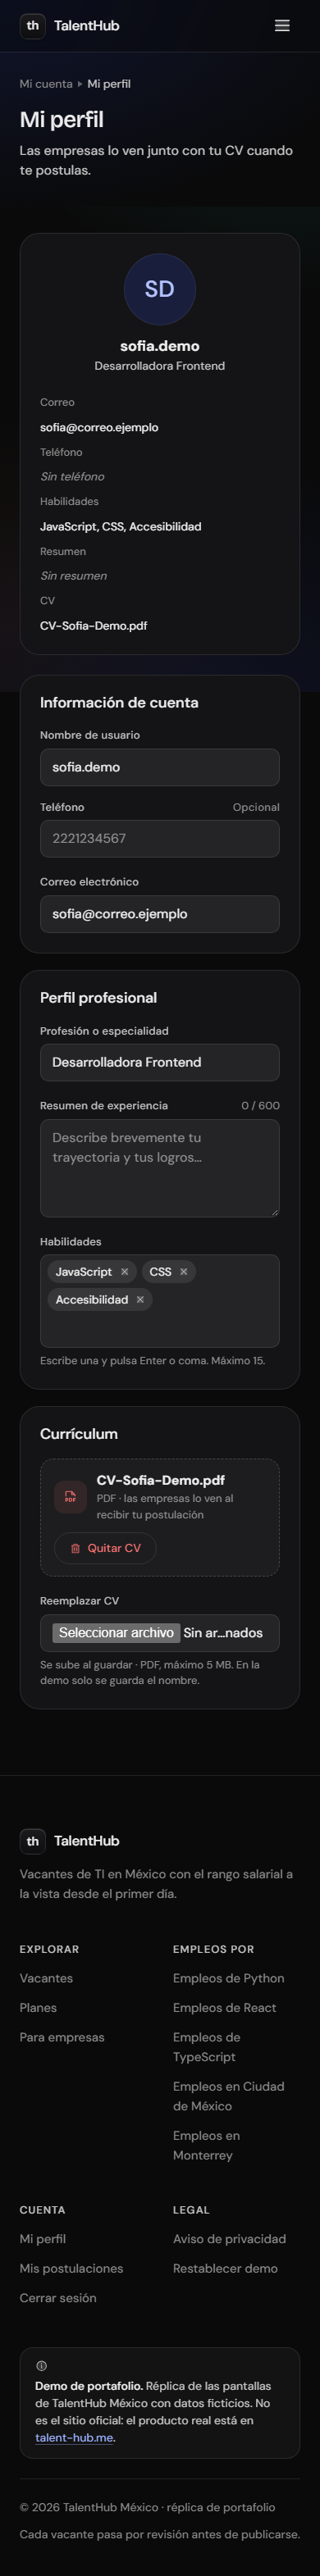 th TalentHub
Mi cuenta Mi perfil
Mi perfil
Las empresas lo ven junto con tu CV cuando
te postulas.
SD
sofia.demo
Desarrolladora Frontend
Correo
sofia@correo.ejemplo
Teléfono
Sin teléfono
Habilidades
JavaScript, CSS, Accesibilidad
Resumen
Sin resumen
CV
CV-Sofia-Demo.pdf
Información de cuenta
Nombre de usuario
sofia.demo
Teléfono Opcional
2221234567
Correo electrónico
sofia@correo.ejemplo
Perfil profesional
Profesión o especialidad
Desarrolladora Frontend
Resumen de experiencia 0 / 600
Describe brevemente tu
trayectoria y tus logros...
Habilidades
JavaScript × CSS ×
Accesibilidad ×
Escribe una y pulsa Enter o coma. Máximo 15.
Currículum
PDF
CV-Sofia-Demo.pdf
PDF · las empresas lo ven al
recibir tu postulación
Quitar CV
Reemplazar CV
Seleccionar archivo Sin ar...nados
Se sube al guardar · PDF, máximo 5 MB. En la
demo solo se guarda el nombre.
th TalentHub
Vacantes de TI en México con el rango salarial a
la vista desde el primer día.
EXPLORAR
Vacantes
Planes
Para empresas
EMPLEOS POR
Empleos de Python
Empleos de React
Empleos de
TypeScript
Empleos en Ciudad
de México
Empleos en
Monterrey
CUENTA
Mi perfil
Mis postulaciones
Cerrar sesión
LEGAL
Aviso de privacidad
Restablecer demo
Demo de portafolio. Réplica de las pantallas
de TalentHub México con datos ficticios. No
es el sitio oficial: el producto real está en
talent-hub.me.
© 2026 TalentHub México · réplica de portafolio
Cada vacante pasa por revisión antes de publicarse.